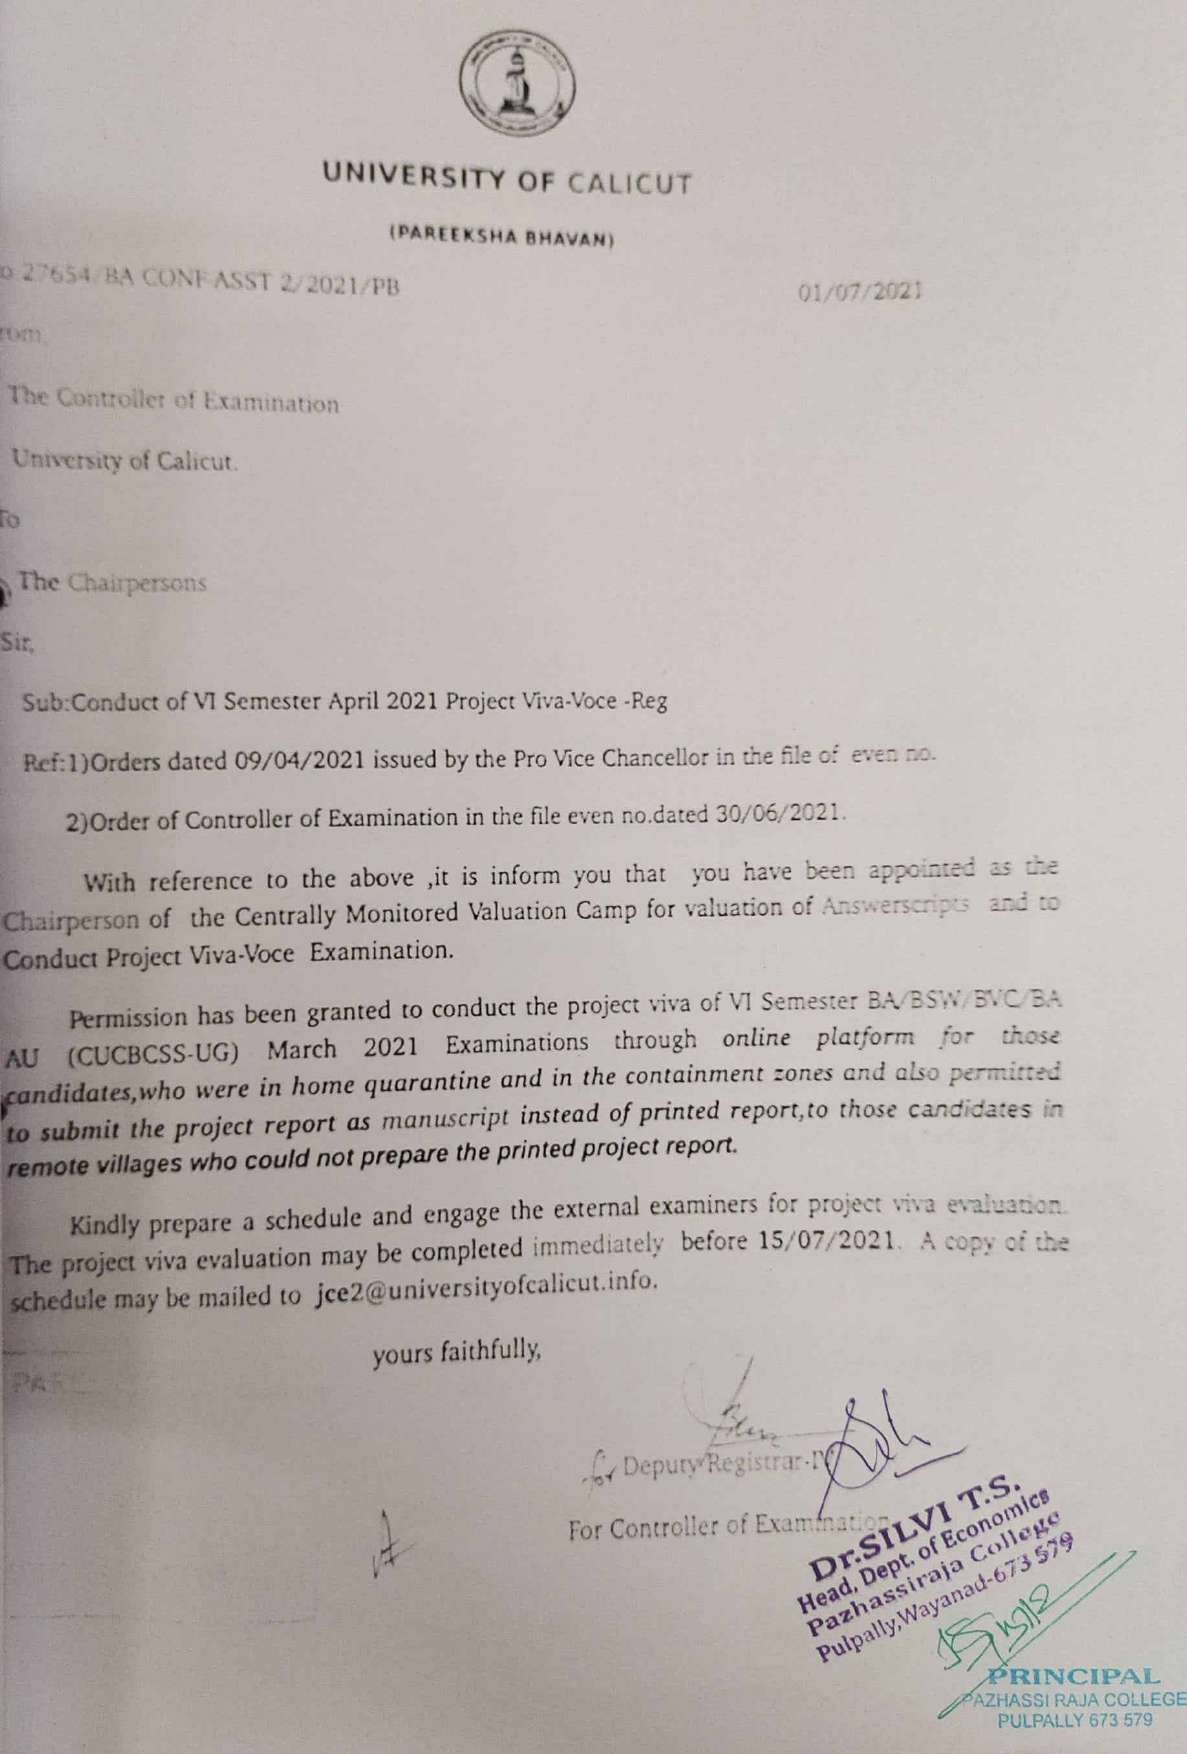 UNIVERSITY OF CALICUT
(PAREEKSHA BHAVAN)
o 27654/BA CONF ASST 2/2021/PB 01/07/2021
rom,
The Controller of Examination
University of Calicut.
To
The Chairpersons
Sir,
Sub:Conduct of VI Semester April 2021 Project Viva-Voce -Reg
Ref:1)Orders dated 09/04/2021 issued by the Pro Vice Chancellor in the file of even no.
2)Order of Controller of Examination in the file even no.dated 30/06/2021.
With reference to the above ,it is inform you that you have been appointed as the
Chairperson of the Centrally Monitored Valuation Camp for valuation of Answerscripts and to
Conduct Project Viva-Voce Examination.
Permission has been granted to conduct the project viva of VI Semester BA/BSW/BVC/BA
AU (CUCBCSS-UG) March 2021 Examinations through online platform for those
candidates,who were in home quarantine and in the containment zones and also permitted
to submit the project report as manuscript instead of printed report,to those candidates in
remote villages who could not prepare the printed project report.
Kindly prepare a schedule and engage the external examiners for project viva evaluation.
The project viva evaluation may be completed immediately before 15/07/2021. A copy of the
schedule may be mailed to jce2@universityofcalicut.info.
yours faithfully,
for Deputy Registrar-IV
For Controller of Examination
Dr.SILVI T.S.
Head, Dept. of Economics
Pazhassiraja College
Pulpally,Wayanad-673 579
PRINCIPAL
PAZHASSI RAJA COLLEGE
PULPALLY 673 579